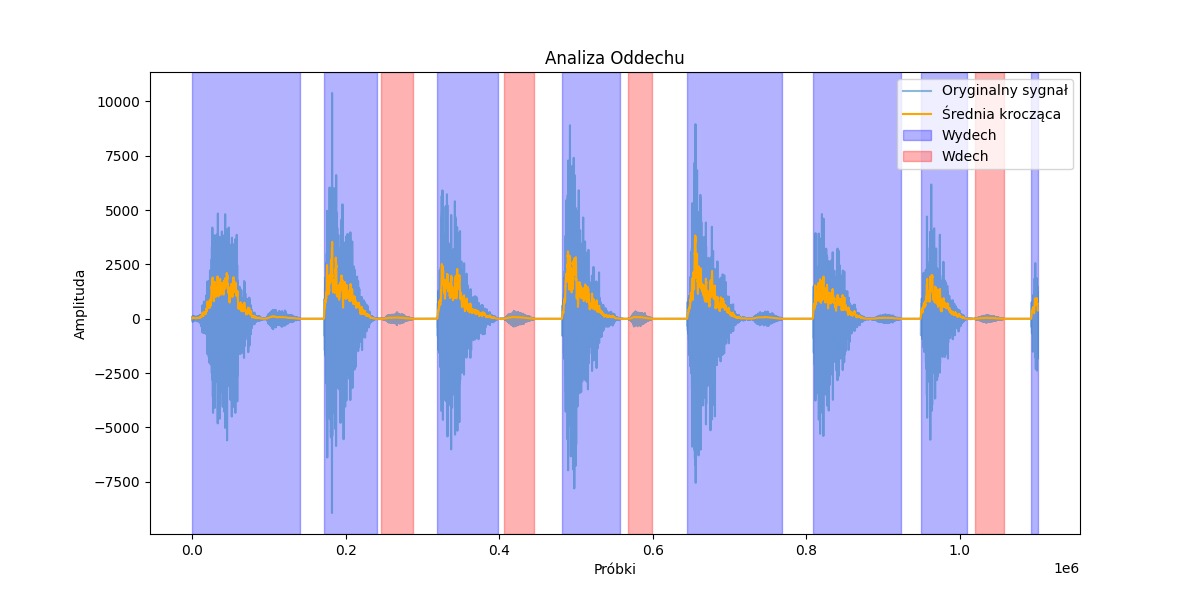 Analiza Oddechu
Oryginalny sygnał
Średnia krocząca
Wydech
Wdech
Amplituda
10000
7500
5000
2500
0
−2500
−5000
−7500
0.0 0.2 0.4 0.6 0.8 1.0
1e6
Próbki